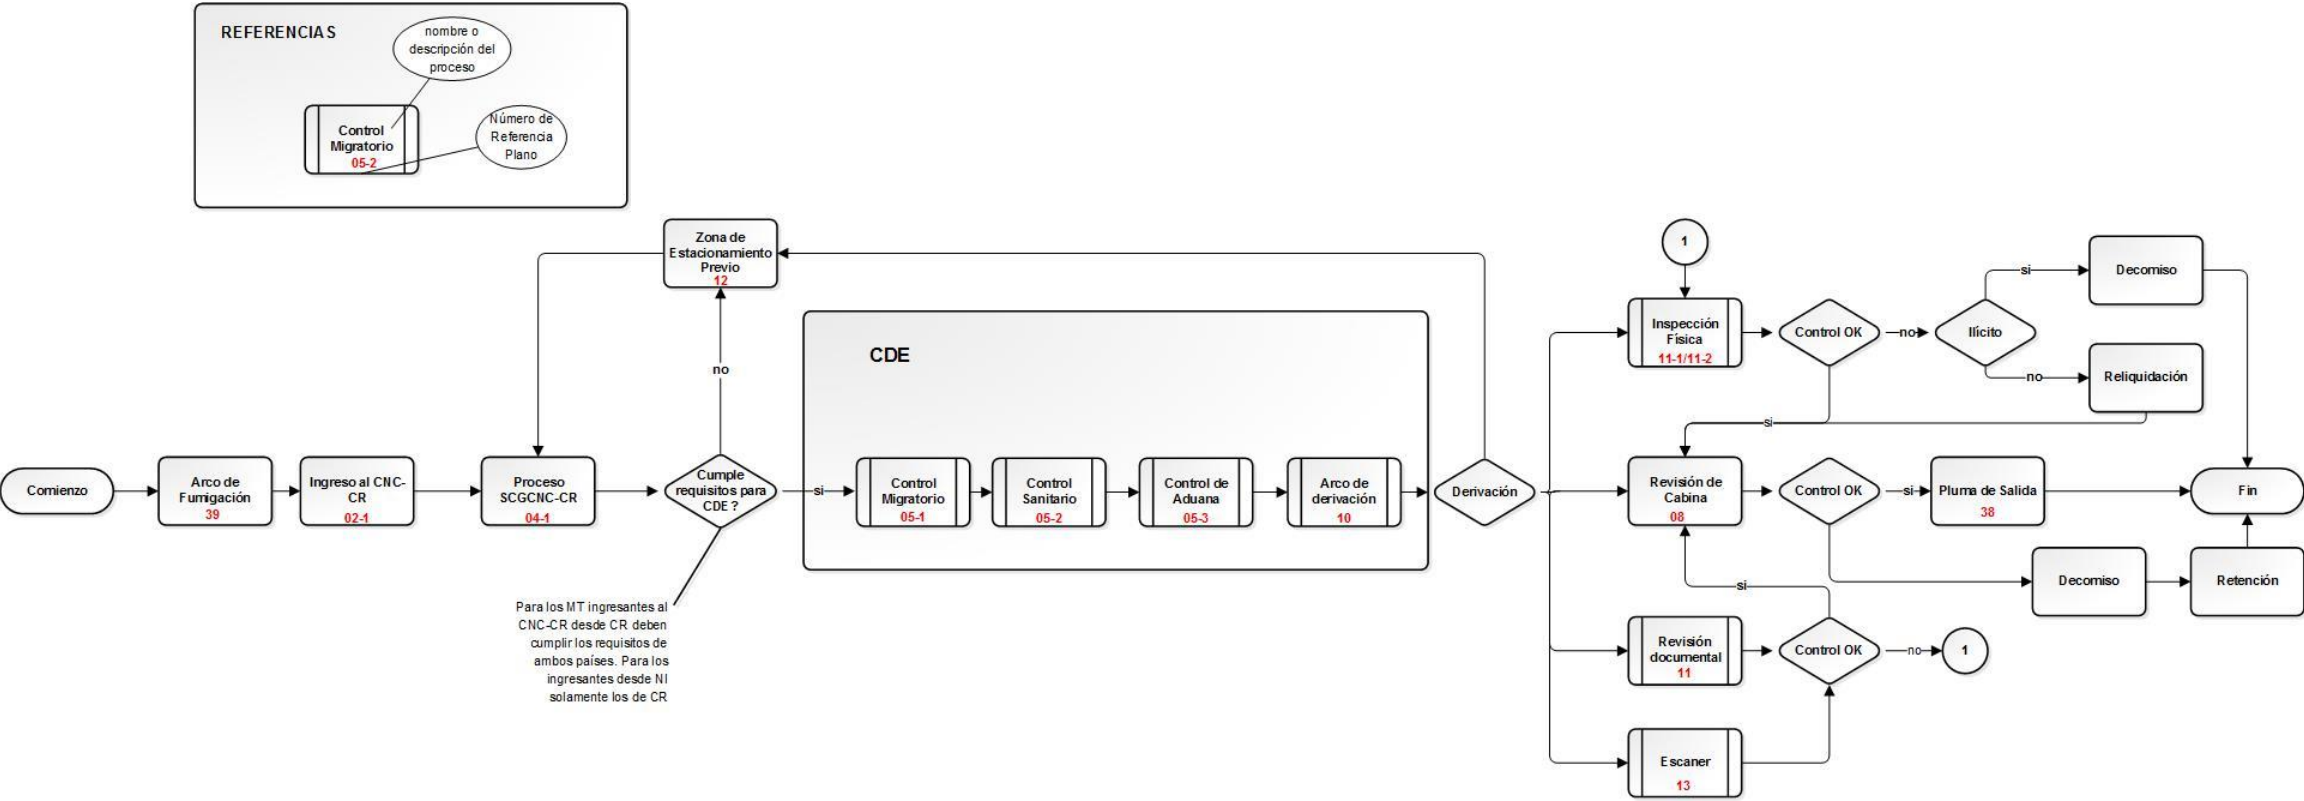 REFERENCIAS
nombre o
descripción del
proceso
Control
Migratorio
05-2
Número de
Referencia
Plano
Zona de
Estacionamiento
Previo
12
no
CDE
Comienzo
Arco de
Fumigación
39
Ingreso al CNC-
CR
02-1
Proceso
SCGCNC-CR
04-1
Cumple
requisitos para
CDE ?
si
Para los MT ingresantes al
CNC-CR desde CR deben
cumplir los requisitos de
ambos países. Para los
ingresantes desde NI
solamente los de CR
Control
Migratorio
05-1
Control
Sanitario
05-2
Control de
Aduana
05-3
Arco de
derivación
10
Derivación
1
Inspección
Física
11-1/11-2
Control OK
no
Ilícito
si
Decomiso
no
Reliquidación
si
Revisión de
Cabina
08
Control OK
si
Pluma de Salida
38
Fin
Decomiso
Retención
si
Revisión
documental
11
Control OK
no
1
Escaner
13